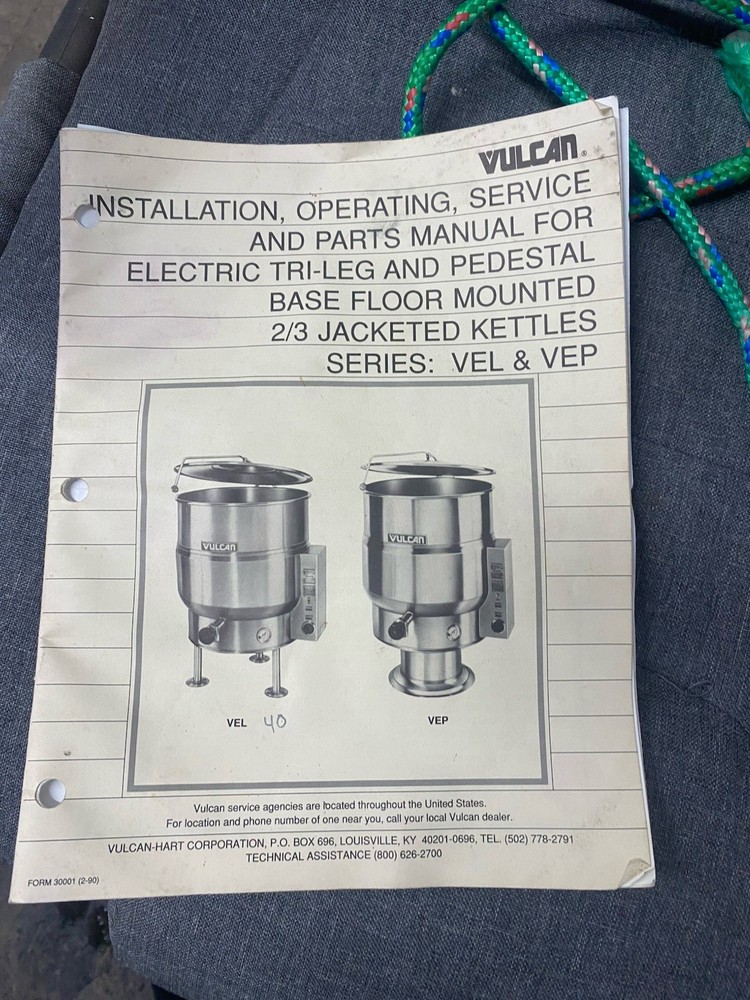 VULCAN®
INSTALLATION, OPERATING, SERVICE
AND PARTS MANUAL FOR
ELECTRIC TRI-LEG AND PEDESTAL
BASE FLOOR MOUNTED
2/3 JACKETED KETTLES
SERIES: VEL & VEP
VULCAN
VULCAN
VEL 40
VEP
Vulcan service agencies are located throughout the United States.
For location and phone number of one near you, call your local Vulcan dealer.
VULCAN-HART CORPORATION, P.O. BOX 696, LOUISVILLE, KY 40201-0696, TEL. (502) 778-2791
TECHNICAL ASSISTANCE (800) 626-2700
FORM 30001 (2-90)